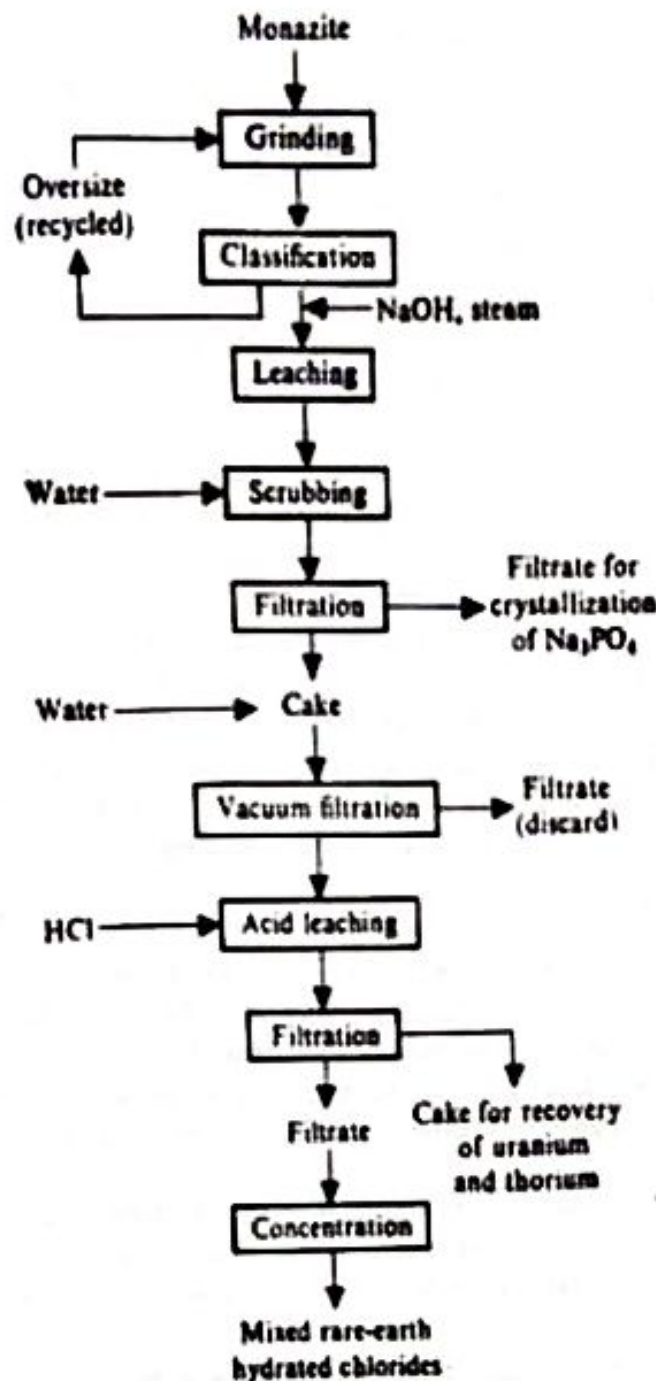 Monazite
Grinding
Oversize
(recycled)
Classification
NaOH, steam
Leaching
Water
Scrubbing
Filtration
Filtrate for
crystallization
of Na₃PO₄
Water
Cake
Vacuum filtration
Filtrate
(discard)
HCl
Acid leaching
Filtration
Filtrate
Cake for recovery
of uranium
and thorium
Concentration
Mixed rare-earth
hydrated chlorides